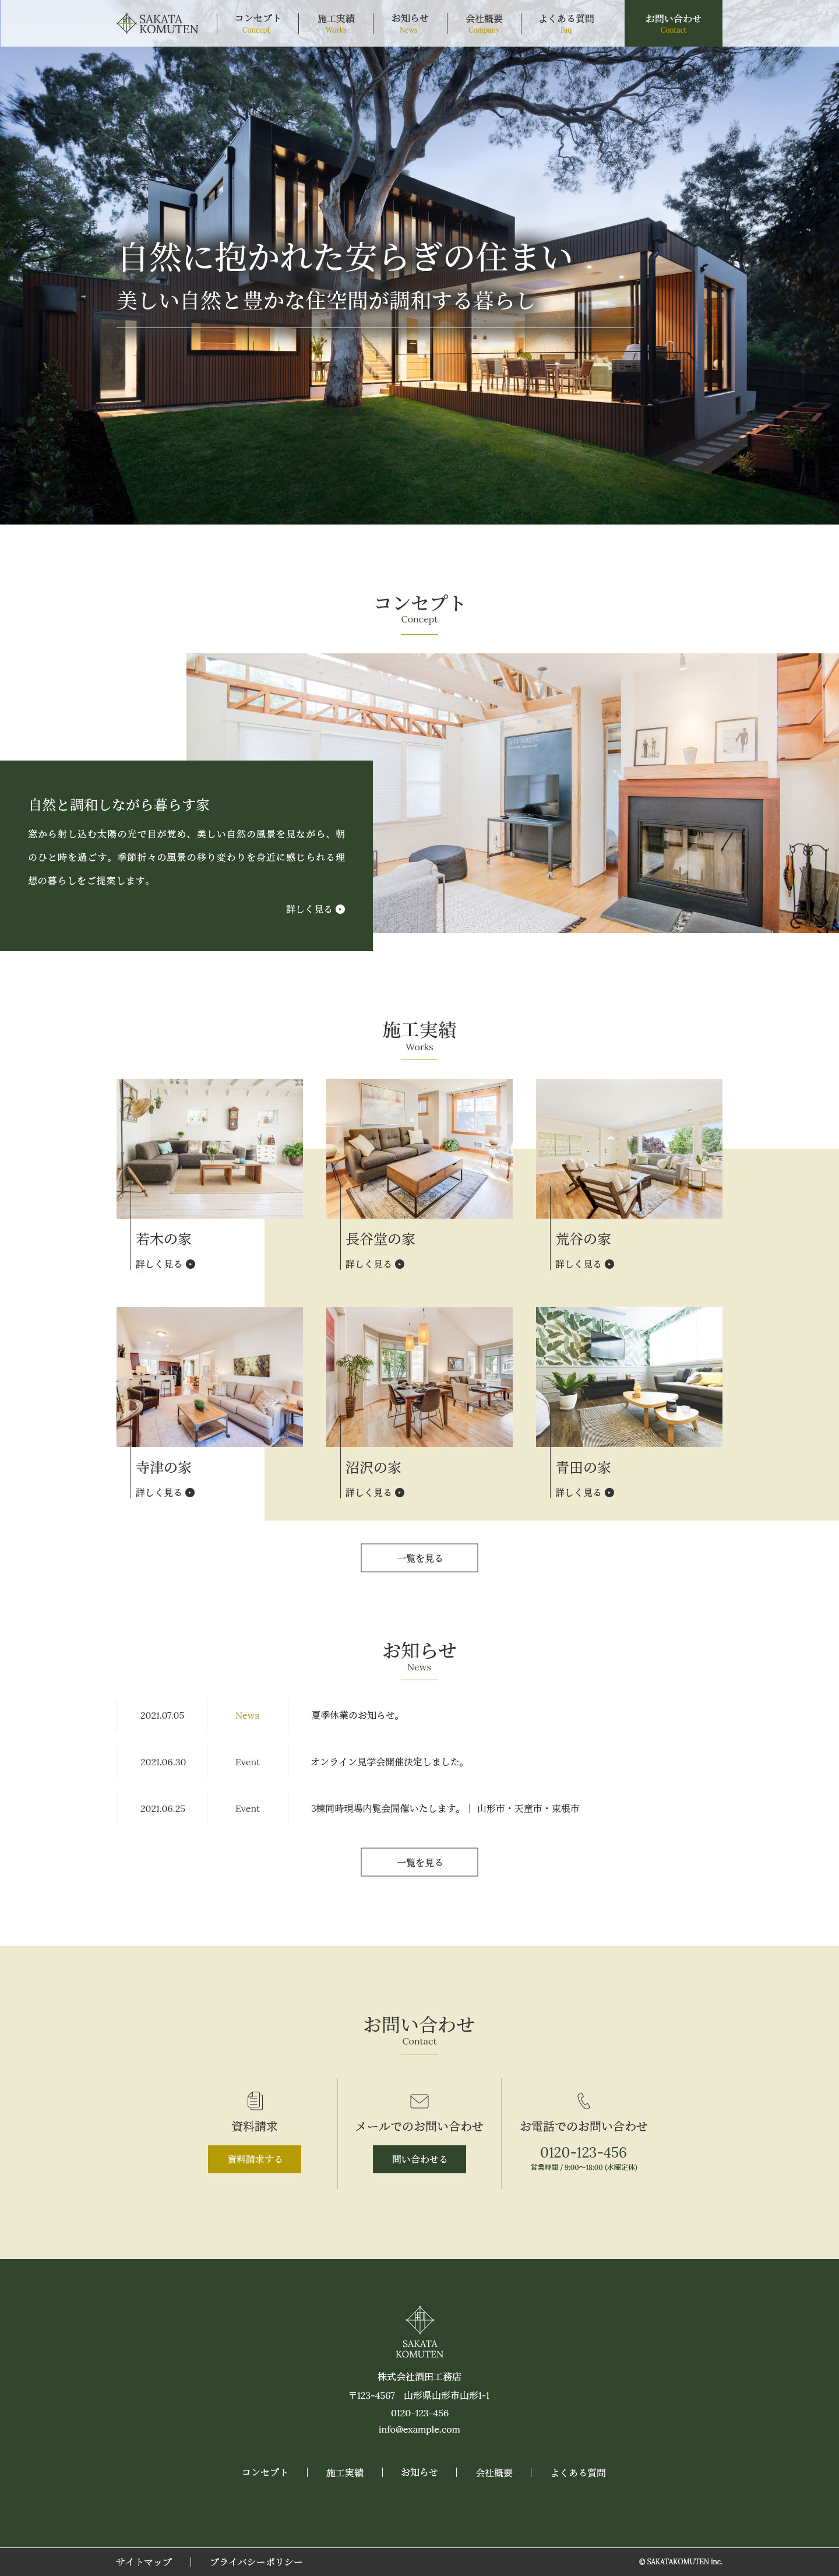 SAKATA
KOMUTEN
コンセプト
Concept
施工実績
Works
お知らせ
News
会社概要
Company
よくある質問
Faq
お問い合わせ
Contact
自然に抱かれた安らぎの住まい
美しい自然と豊かな住空間が調和する暮らし
コンセプト
Concept
自然と調和しながら暮らす家
窓から射し込む太陽の光で目が覚め、美しい自然の風景を見ながら、朝
のひと時を過ごす。季節折々の風景の移り変わりを身近に感じられる理
想の暮らしをご提案します。
詳しく見る
施工実績
Works
若木の家
詳しく見る
長谷堂の家
詳しく見る
荒谷の家
詳しく見る
寺津の家
詳しく見る
沼沢の家
詳しく見る
青田の家
詳しく見る
一覧を見る
お知らせ
News
2021.07.05 News 夏季休業のお知らせ。
2021.06.30 Event オンライン見学会開催決定しました。
2021.06.25 Event 3棟同時現場内覧会開催いたします。｜ 山形市・天童市・東根市
一覧を見る
お問い合わせ
Contact
資料請求
資料請求する
メールでのお問い合わせ
問い合わせる
お電話でのお問い合わせ
0120-123-456
営業時間 / 9:00〜18:00 (水曜定休)
SAKATA
KOMUTEN
株式会社酒田工務店
〒123-4567　山形県山形市山形1-1
0120-123-456
info@example.com
コンセプト
施工実績
お知らせ
会社概要
よくある質問
サイトマップ
プライバシーポリシー
© SAKATAKOMUTEN inc.